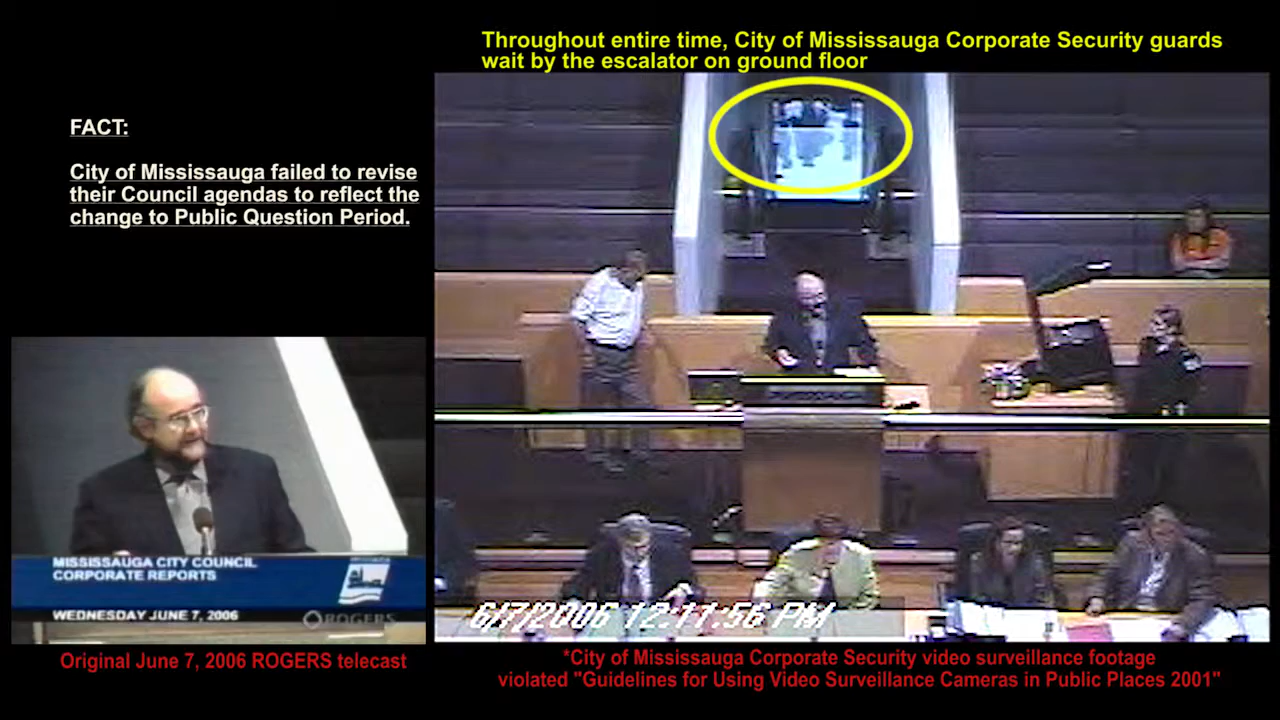 Throughout entire time, City of Mississauga Corporate Security guards
wait by the escalator on ground floor
FACT:
City of Mississauga failed to revise
their Council agendas to reflect the
change to Public Question Period.
MISSISSAUGA CITY COUNCIL
CORPORATE REPORTS
WEDNESDAY JUNE 7, 2006
ROGERS
6/7/2006 12:11:56 PM
Original June 7, 2006 ROGERS telecast
*City of Mississauga Corporate Security video surveillance footage
violated "Guidelines for Using Video Surveillance Cameras in Public Places 2001"